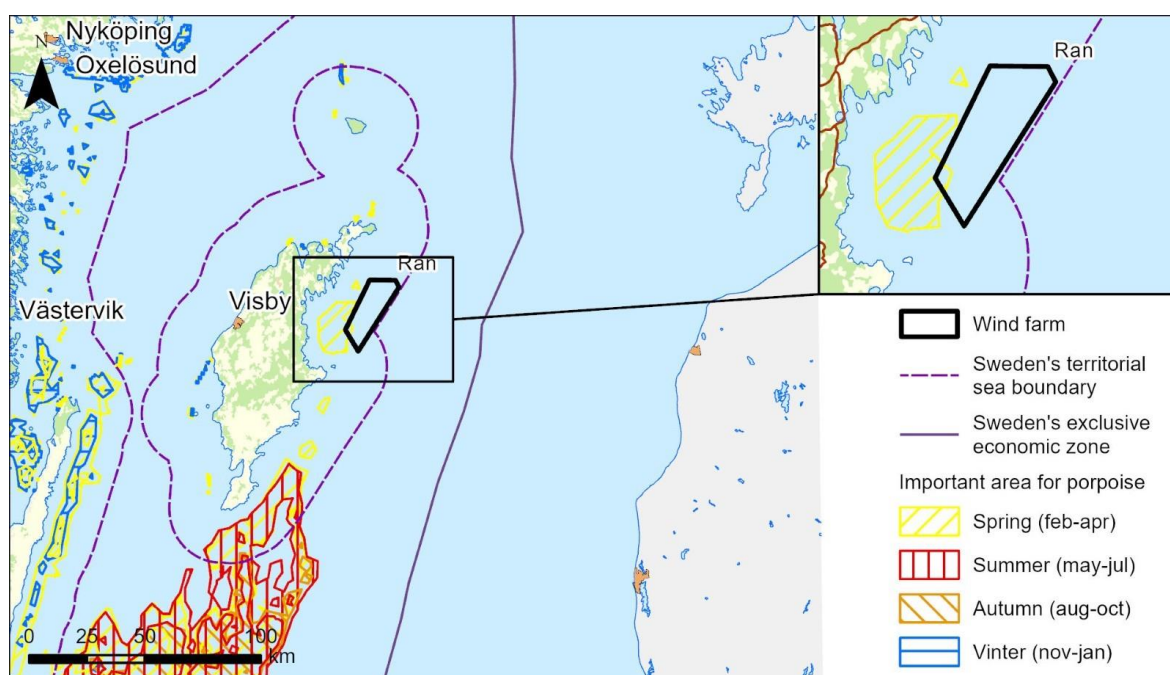 Nyköping
N
Oxelösund
Ran
Ran
Västervik
Visby
Wind farm
Sweden's territorial
sea boundary
Sweden's exclusive
economic zone
Important area for porpoise
Spring (feb-apr)
Summer (may-jul)
Autumn (aug-oct)
Vinter (nov-jan)
0 25 50 100
km